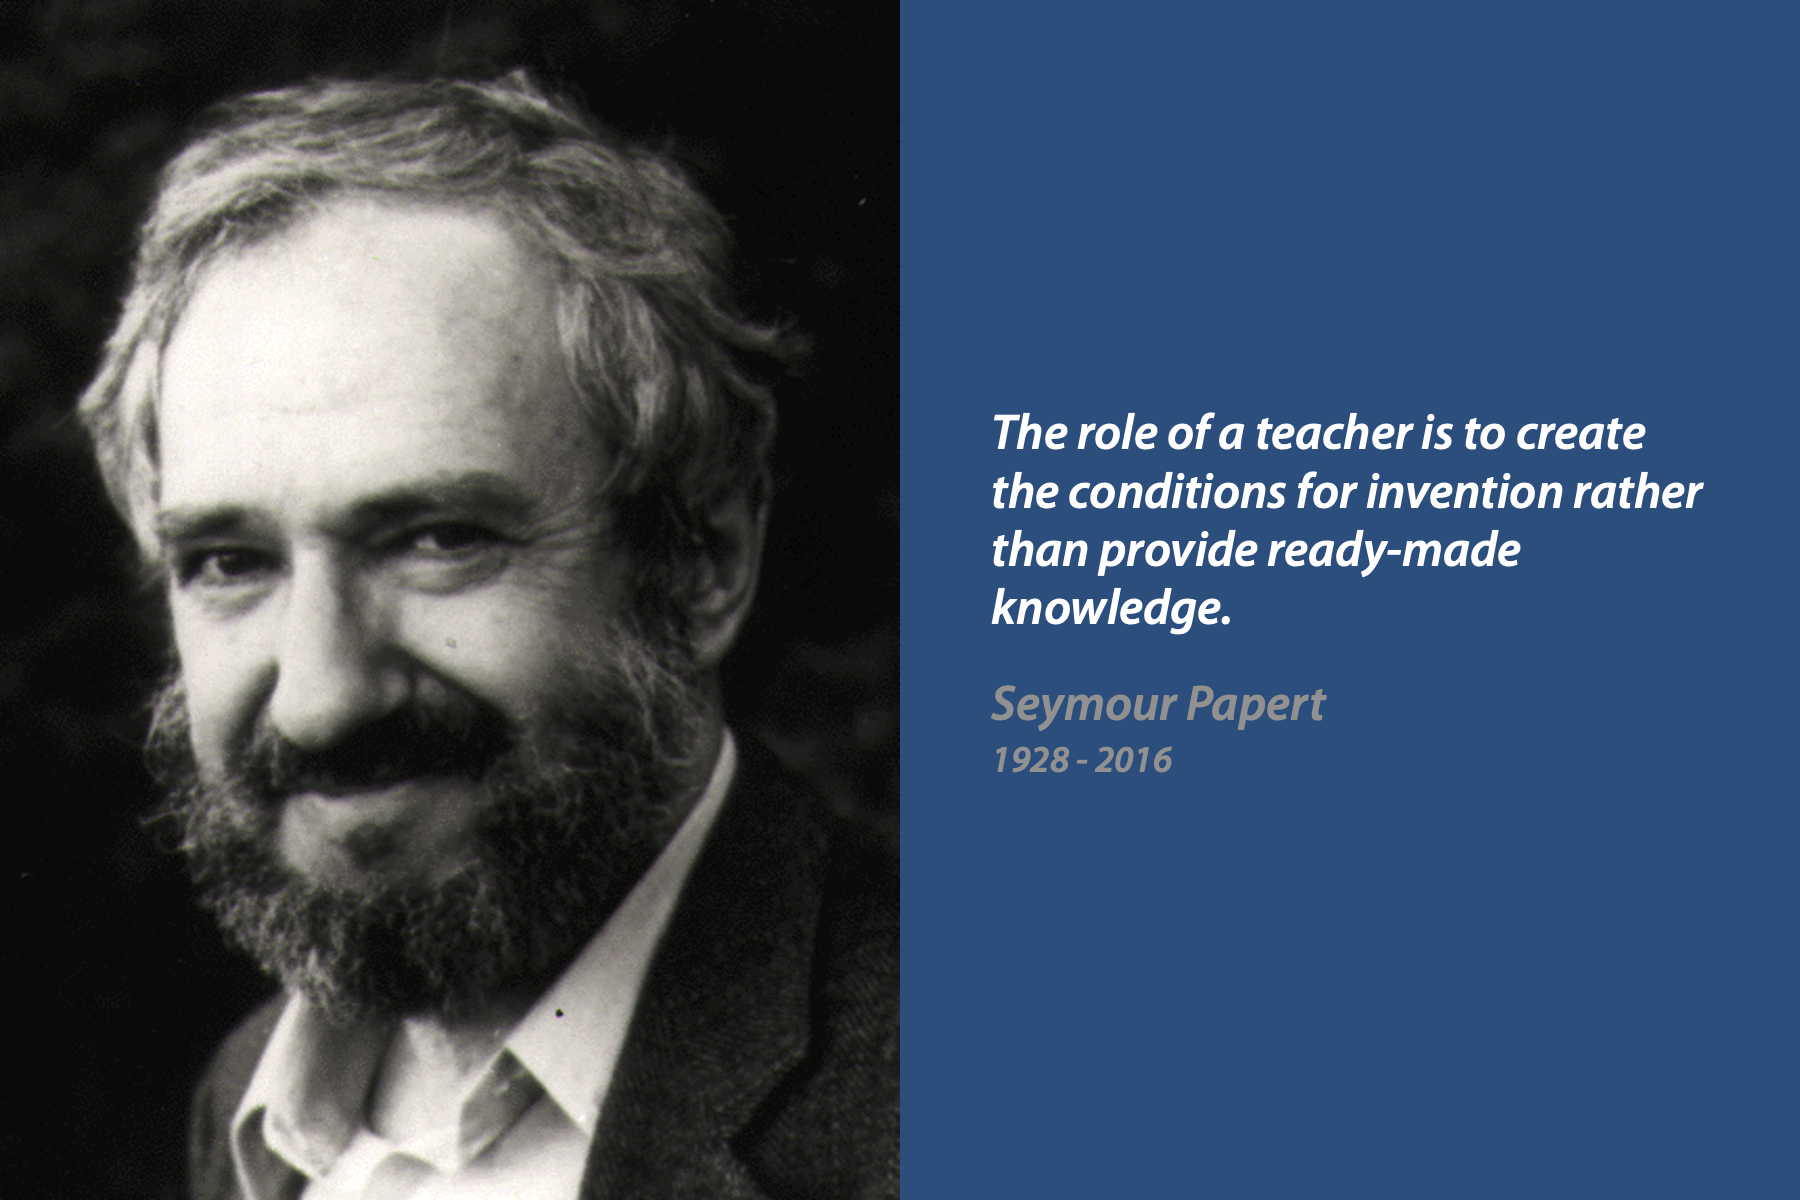 The role of a teacher is to create
the conditions for invention rather
than provide ready-made
knowledge.
Seymour Papert
1928 - 2016